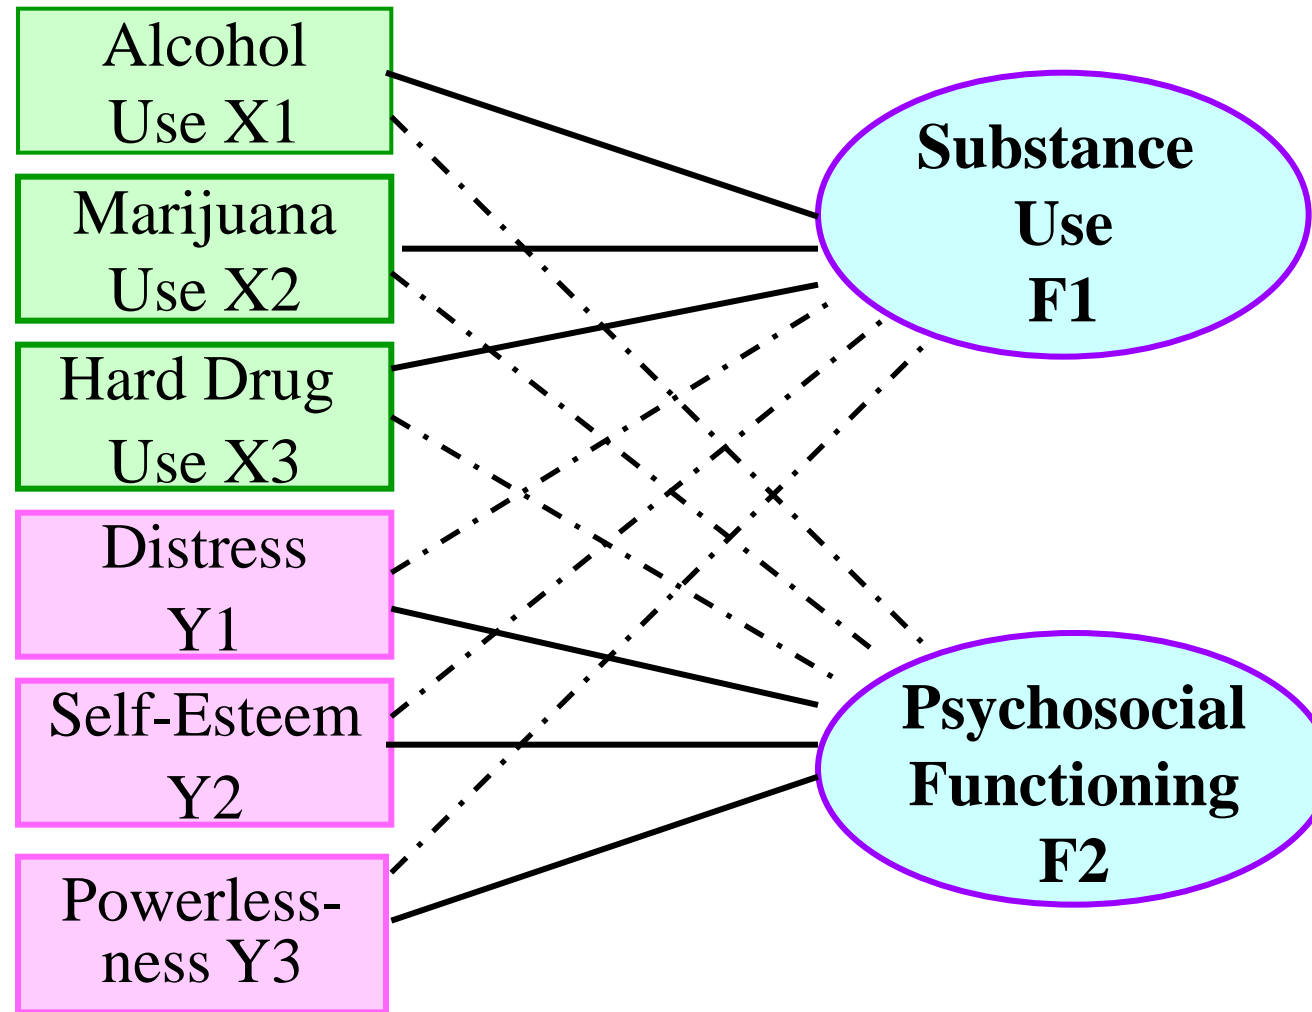 Alcohol
Use X1
Marijuana
Use X2
Hard Drug
Use X3
Distress
Y1
Self-Esteem
Y2
Powerless-
ness Y3
Substance
Use
F1
Psychosocial
Functioning
F2